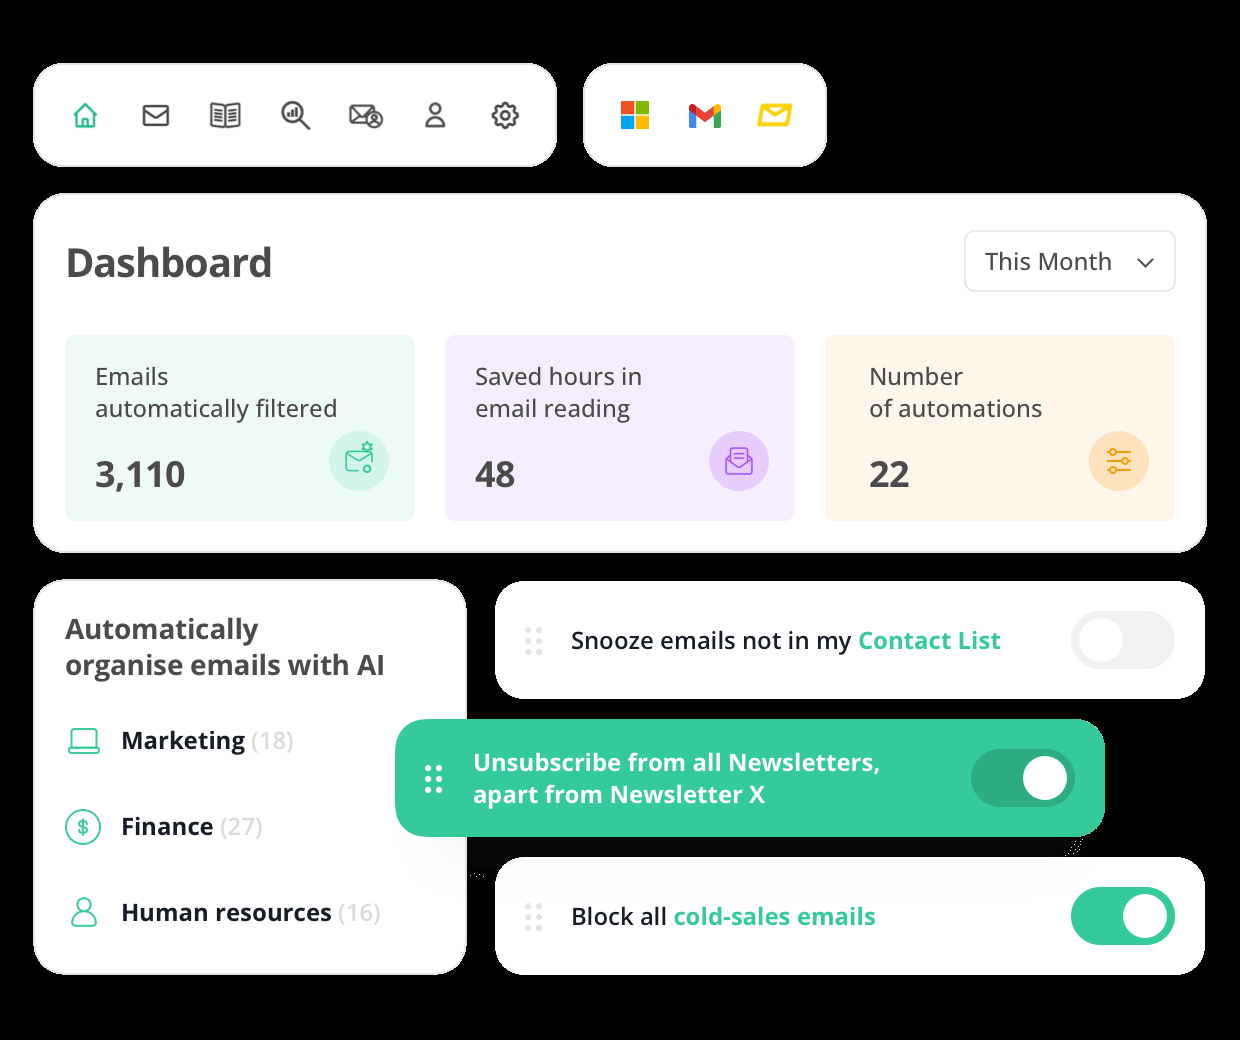 Dashboard
This Month
Emails
automatically filtered
3,110
Saved hours in
email reading
48
Number
of automations
22
Automatically
organise emails with AI
Marketing (18)
Finance (27)
Human resources (16)
Snooze emails not in my Contact List
Unsubscribe from all Newsletters,
apart from Newsletter X
Block all cold-sales emails